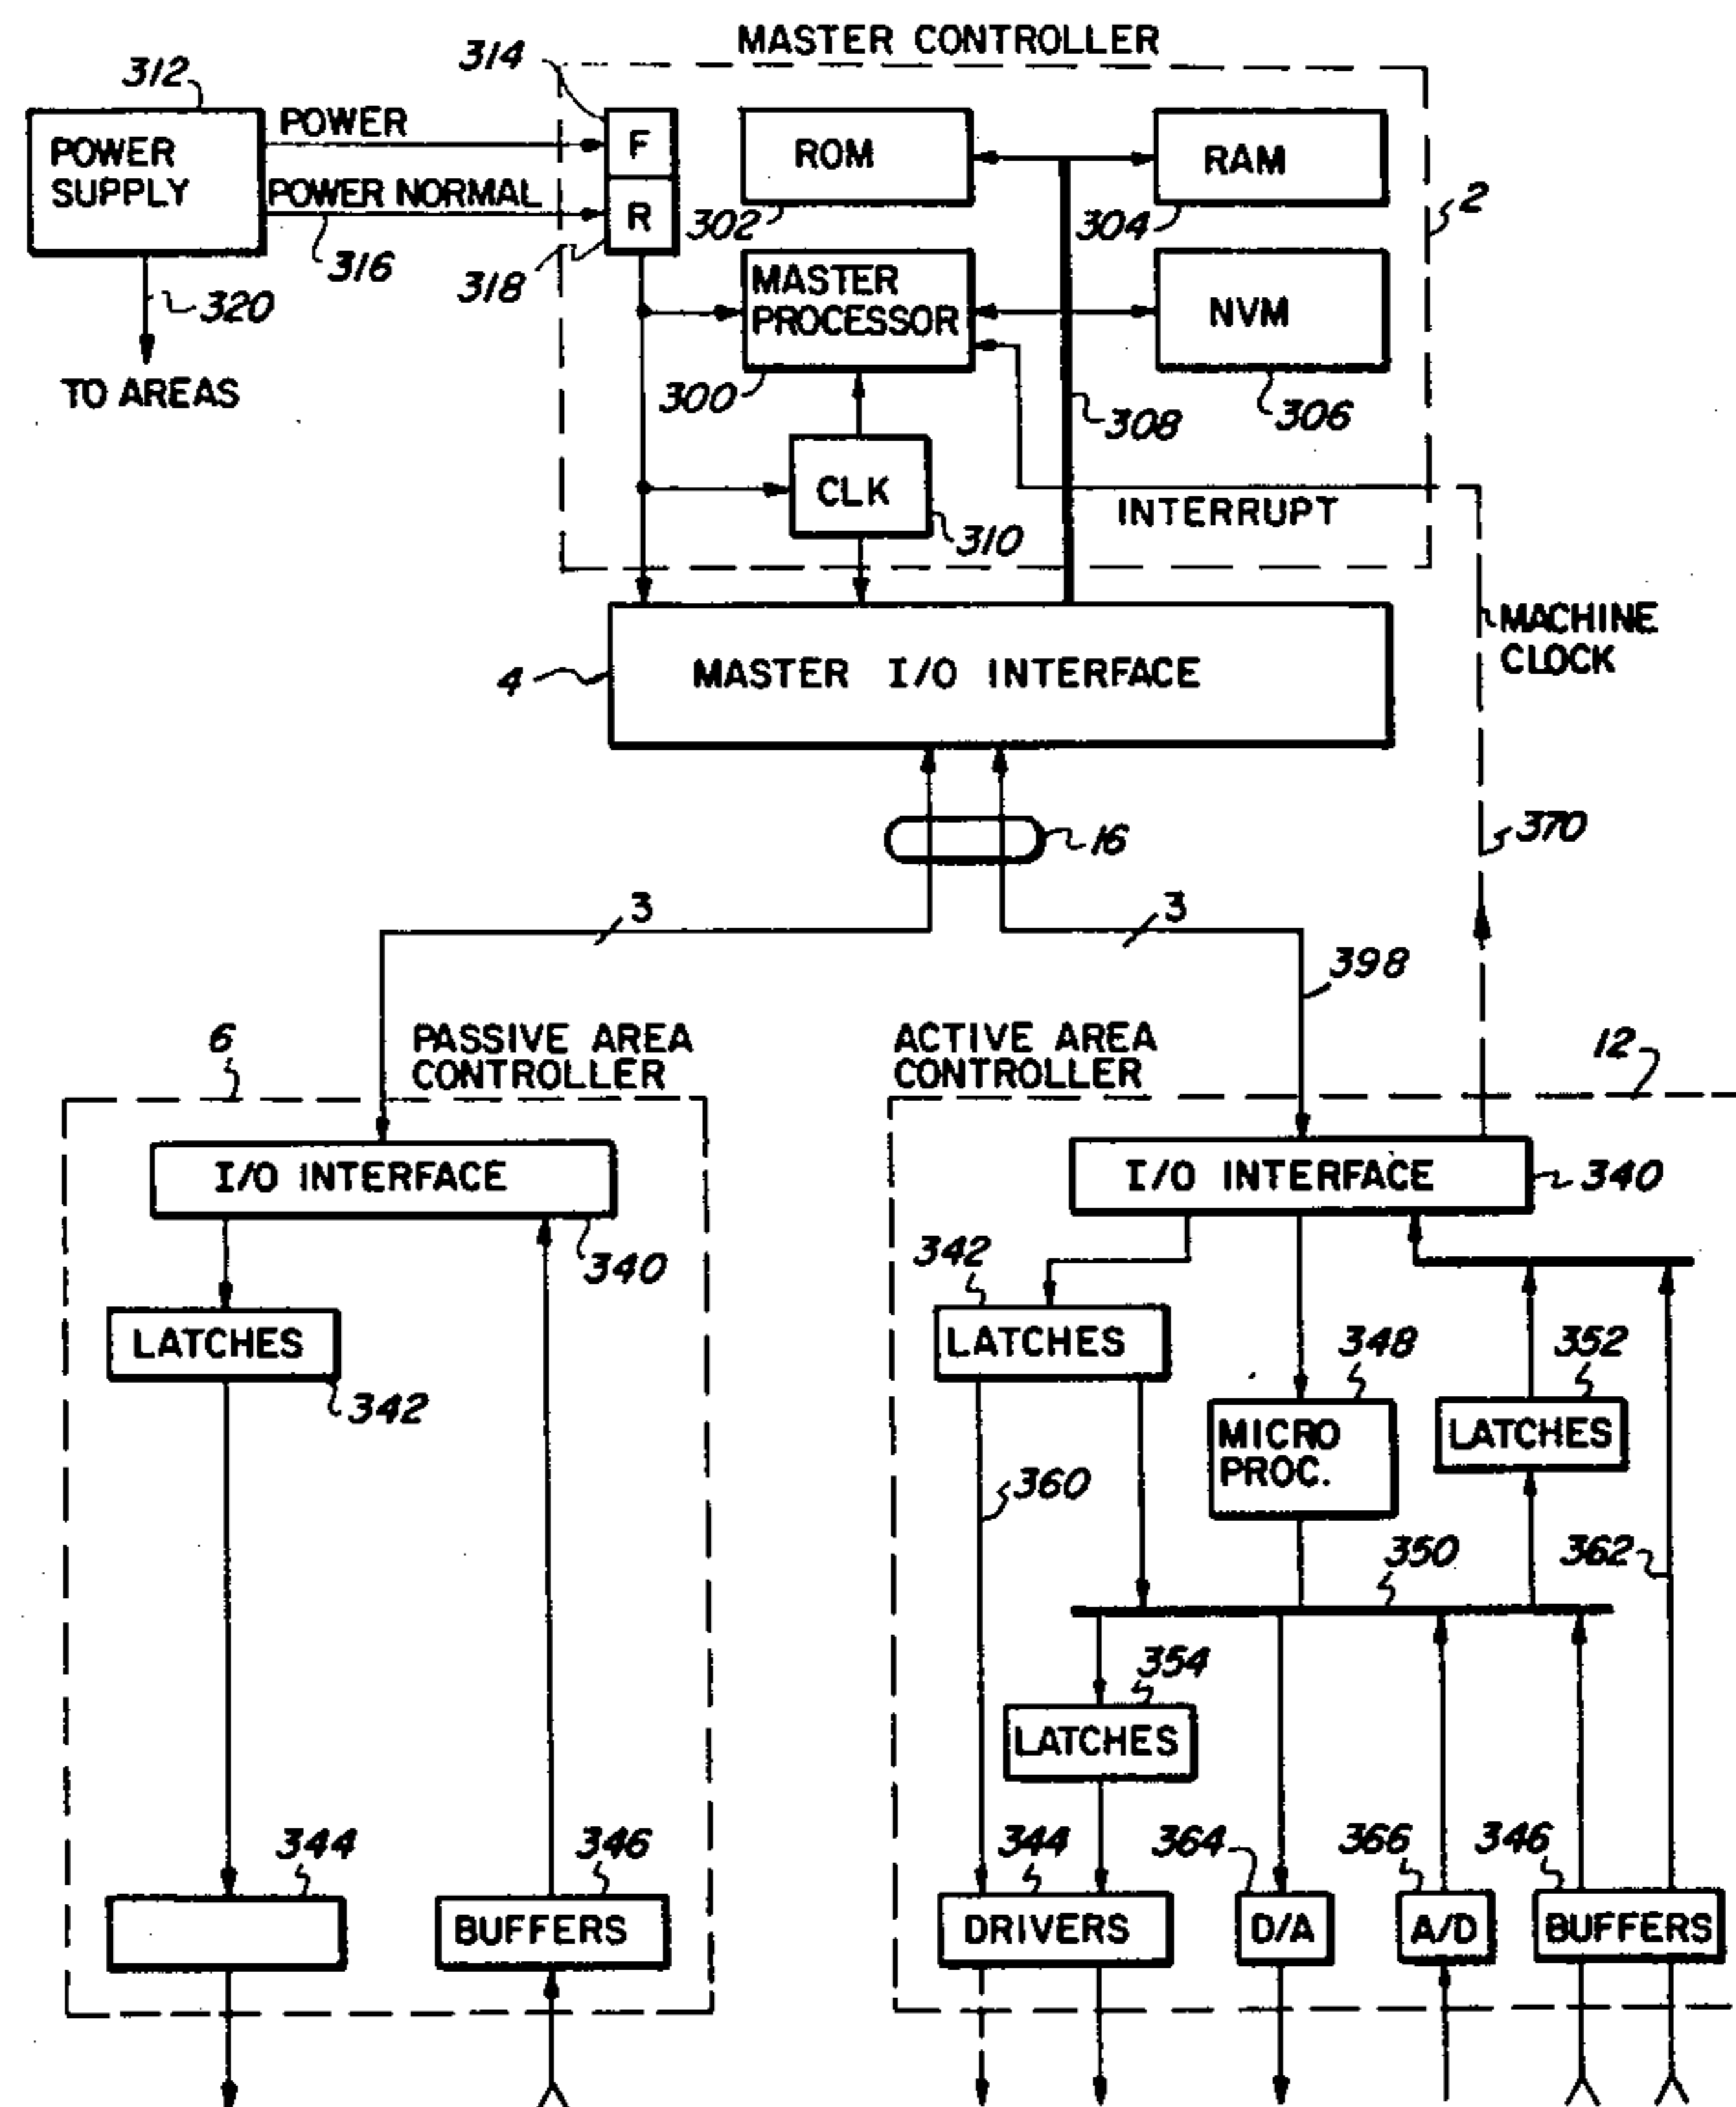 MASTER CONTROLLER
312
314
POWER
SUPPLY
POWER
POWER NORMAL
F
R
ROM
RAM
302
304
2
316
318
320
MASTER
PROCESSOR
NVM
TO AREAS
300
308
306
CLK
INTERRUPT
310
MACHINE
CLOCK
4
MASTER I/O INTERFACE
16
370
3
3
398
6
PASSIVE AREA
CONTROLLER
ACTIVE AREA
CONTROLLER
12
I/O INTERFACE
340
I/O INTERFACE
340
LATCHES
342
342
LATCHES
348
352
MICRO
PROC.
LATCHES
360
350
362
354
LATCHES
344
346
344
364
366
346
BUFFERS
DRIVERS
D/A
A/D
BUFFERS